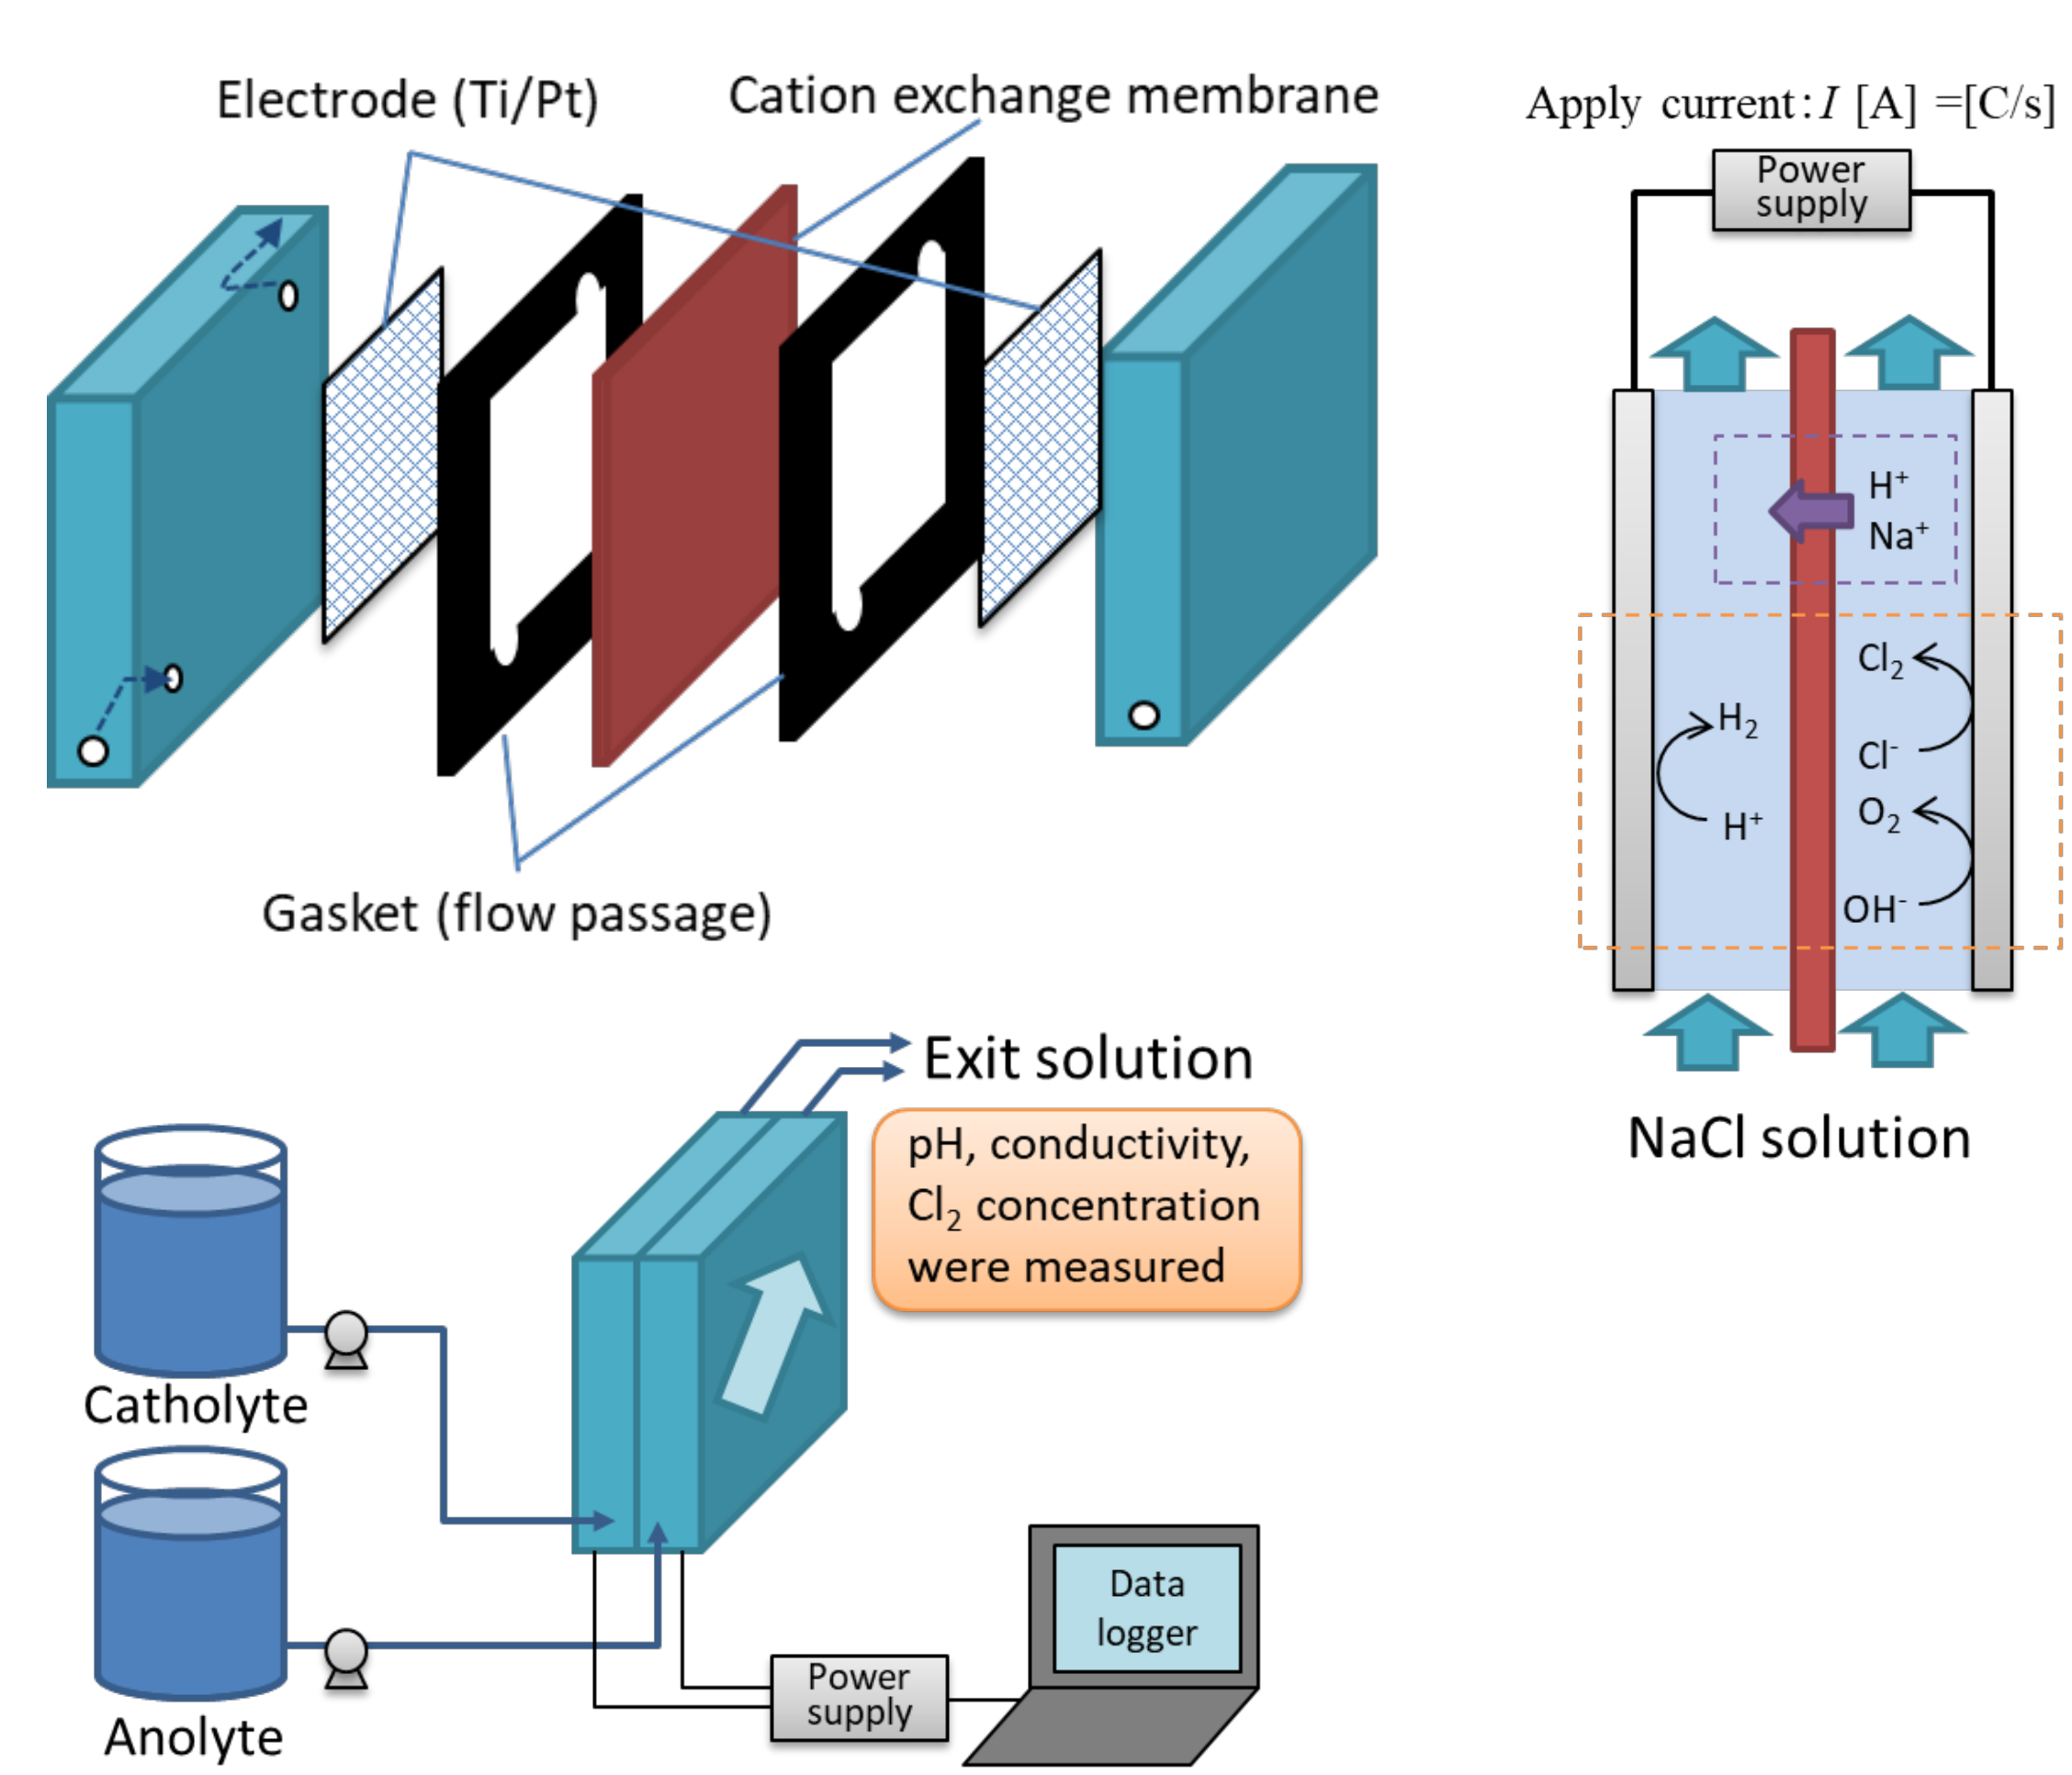 Electrode (Ti/Pt)
Cation exchange membrane
Gasket (flow passage)
Apply current: I [A] =[C/s]
Power
supply
H⁺
Na⁺
Cl₂
Cl⁻
O₂
OH⁻
H₂
H⁺
NaCl solution
Exit solution
pH, conductivity,
Cl₂ concentration
were measured
Catholyte
Anolyte
Power
supply
Data
logger